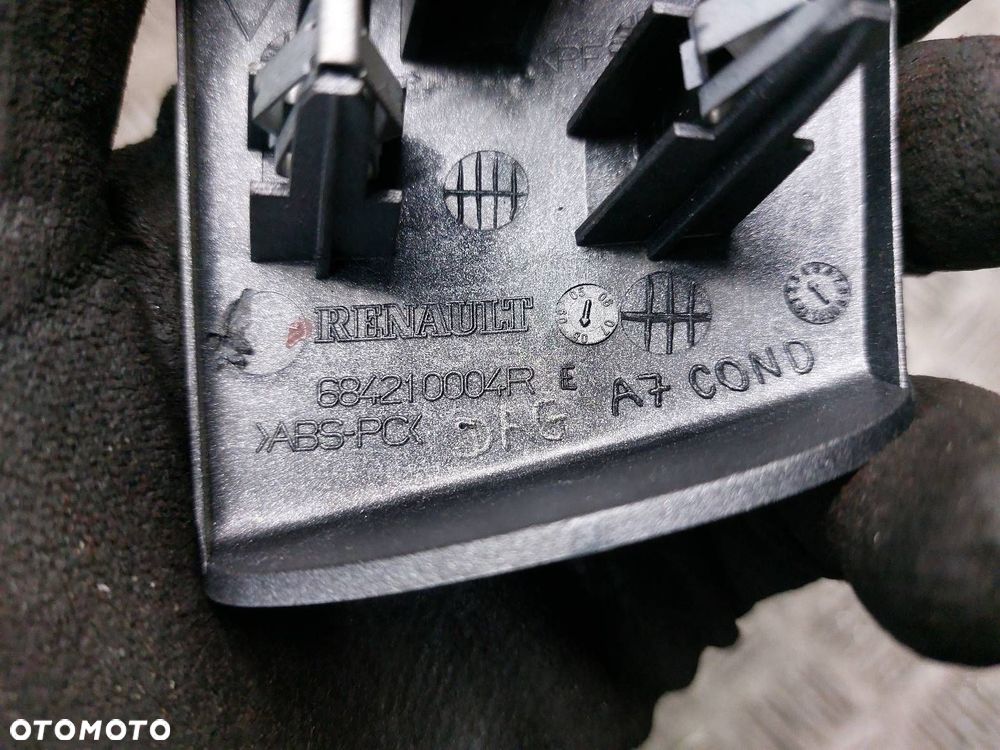 RENAULT
684210004R E
A7 COND
>ABS-PC<
OTOMOTO